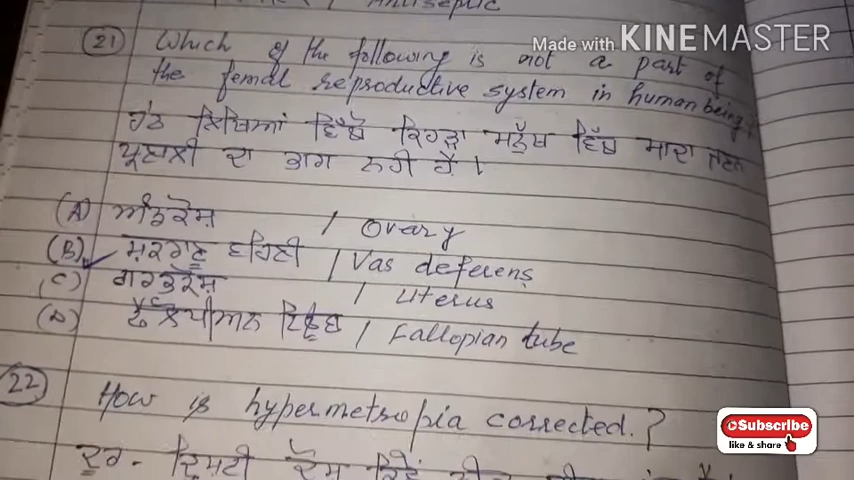 Antiseptic
Made with KINEMASTER
(21) Which of the following is not a part of
the femal reproductive system in human being?
ਹੇਠ ਲਿਖਿਆਂ ਵਿੱਚੋਂ ਕਿਹੜਾ ਮਨੁੱਖ ਵਿੱਚ ਮਾਦਾ ਜਣਨ
ਪ੍ਰਣਾਲੀ ਦਾ ਭਾਗ ਨਹੀ ਹੈ ।
(A) ਅੰਡਕੋਸ਼ / Ovary
(B) ਸ਼ੁਕਰਾਣੂ ਵਹਿਣੀ / Vas deferens
(C) ਗਰਭਕੋਸ਼ / Uterus
(D) ਫੈਲੋਪੀਅਨ ਟਿਊਬ / Fallopian tube
22 How is hypermetropia corrected.?
Subscribe
like & share
ਦੂਰ - ਦ੍ਰਿਸ਼ਟੀ ਦੋਸ਼ ਕਿਵੇਂ